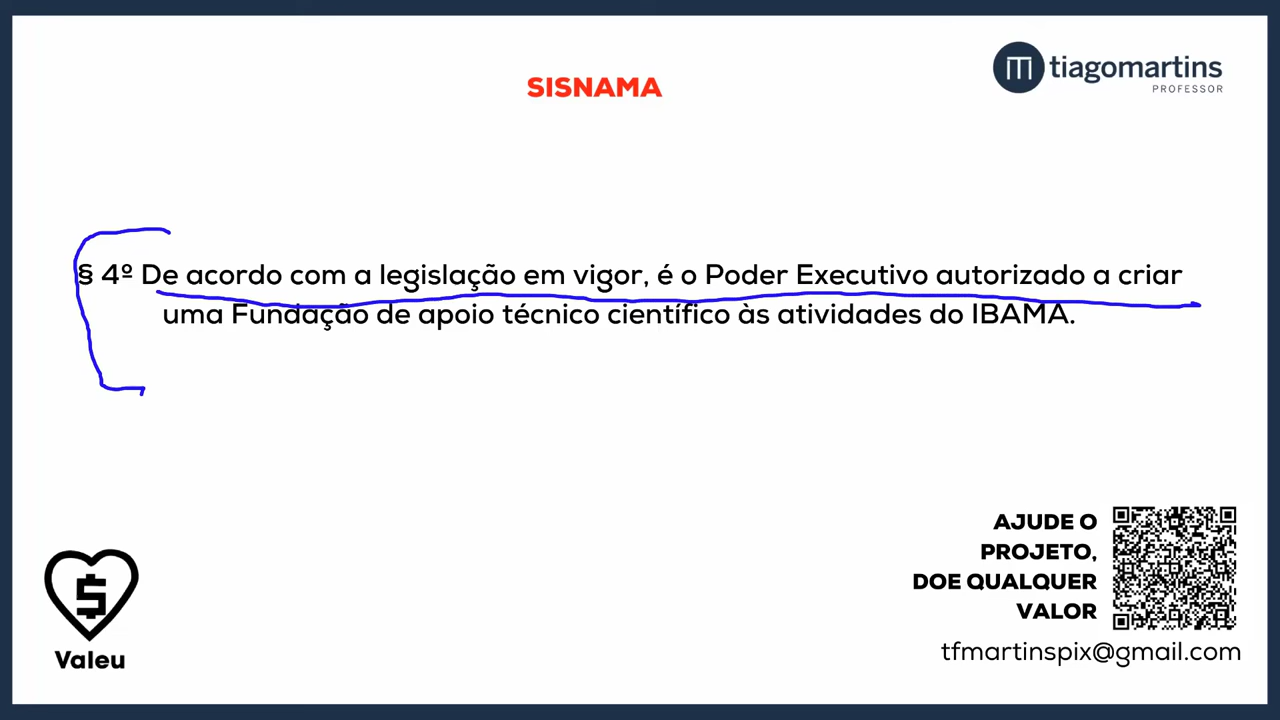 SISNAMA
tiagomartins
PROFESSOR
§ 4º De acordo com a legislação em vigor, é o Poder Executivo autorizado a criar
uma Fundação de apoio técnico científico às atividades do IBAMA.
AJUDE O
PROJETO,
DOE QUALQUER
VALOR
tfmartinspix@gmail.com
$
Valeu